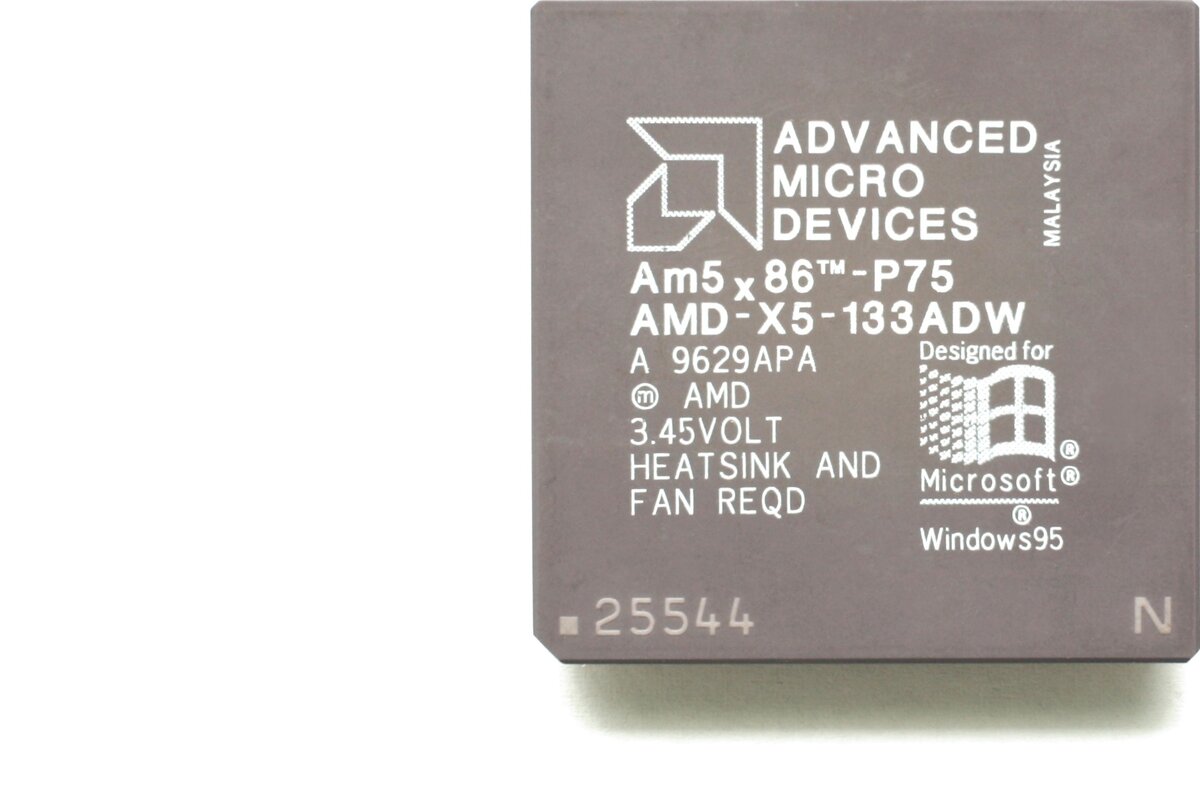 ADVANCED
MICRO
DEVICES
MALAYSIA
Am5x86™-P75
AMD-X5-133ADW
A 9629APA
ⓜ AMD
3.45VOLT
HEATSINK AND
FAN REQD
Designed for
®
Microsoft®
®
Windows95
25544
N